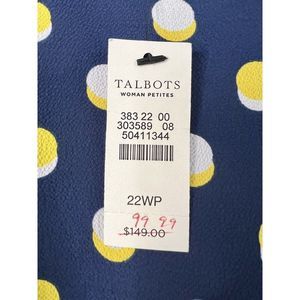 TALBOTS
WOMAN PETITES
383 22 00
303589 08
50411344
22WP
99 99
$149.00